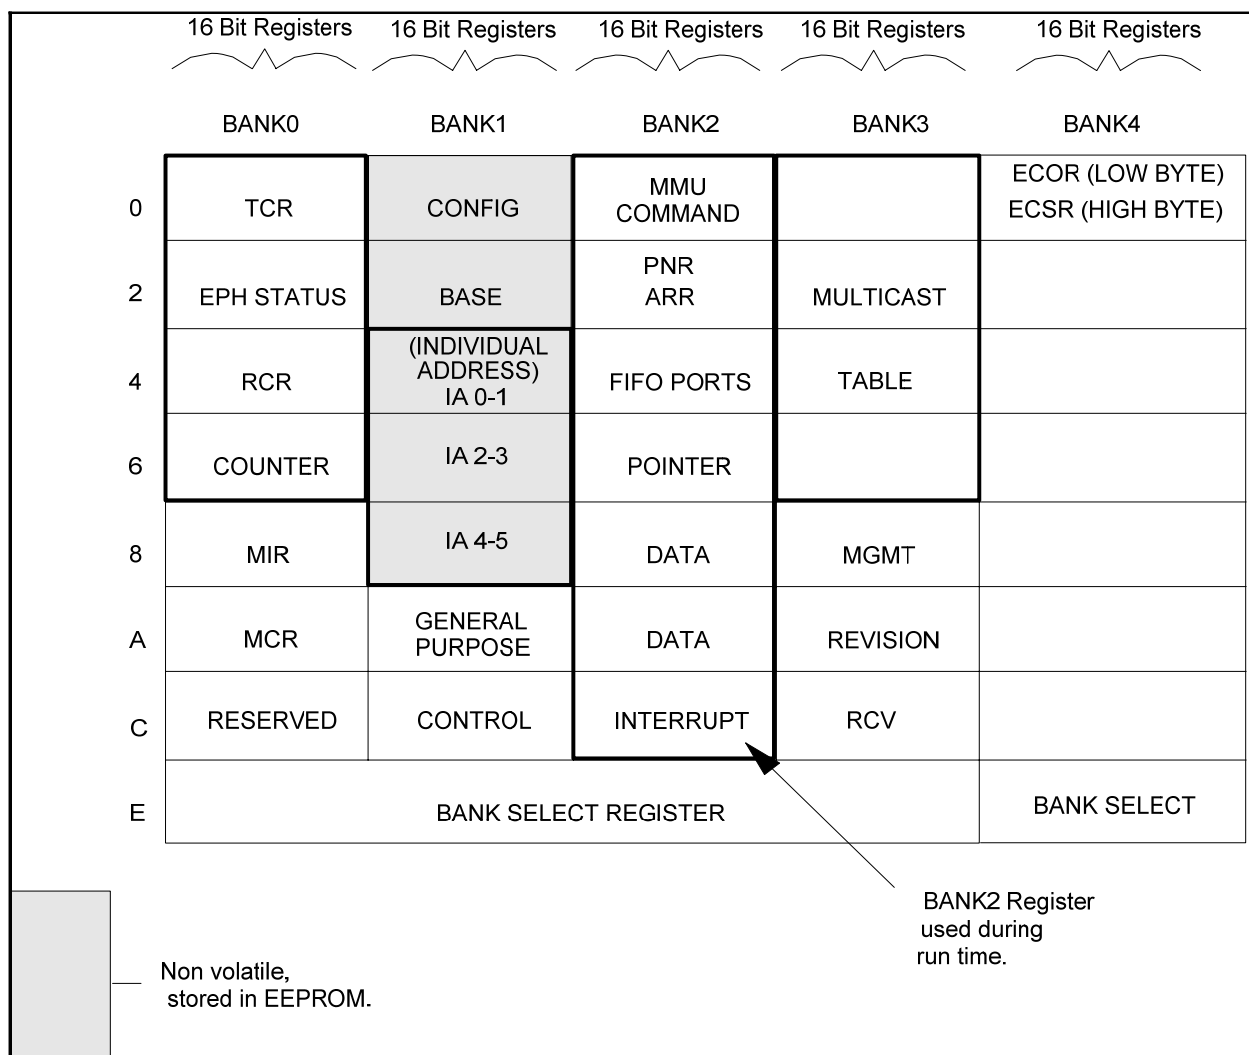 16 Bit Registers 16 Bit Registers 16 Bit Registers 16 Bit Registers 16 Bit Registers
BANK0 BANK1 BANK2 BANK3 BANK4
0 TCR CONFIG MMU COMMAND ECOR (LOW BYTE) ECSR (HIGH BYTE)
2 EPH STATUS BASE PNR ARR MULTICAST
4 RCR (INDIVIDUAL ADDRESS) IA 0-1 FIFO PORTS TABLE
6 COUNTER IA 2-3 POINTER
8 MIR IA 4-5 DATA MGMT
A MCR GENERAL PURPOSE DATA REVISION
C RESERVED CONTROL INTERRUPT RCV
E BANK SELECT REGISTER BANK SELECT
BANK2 Register
used during
run time.
Non volatile,
stored in EEPROM.